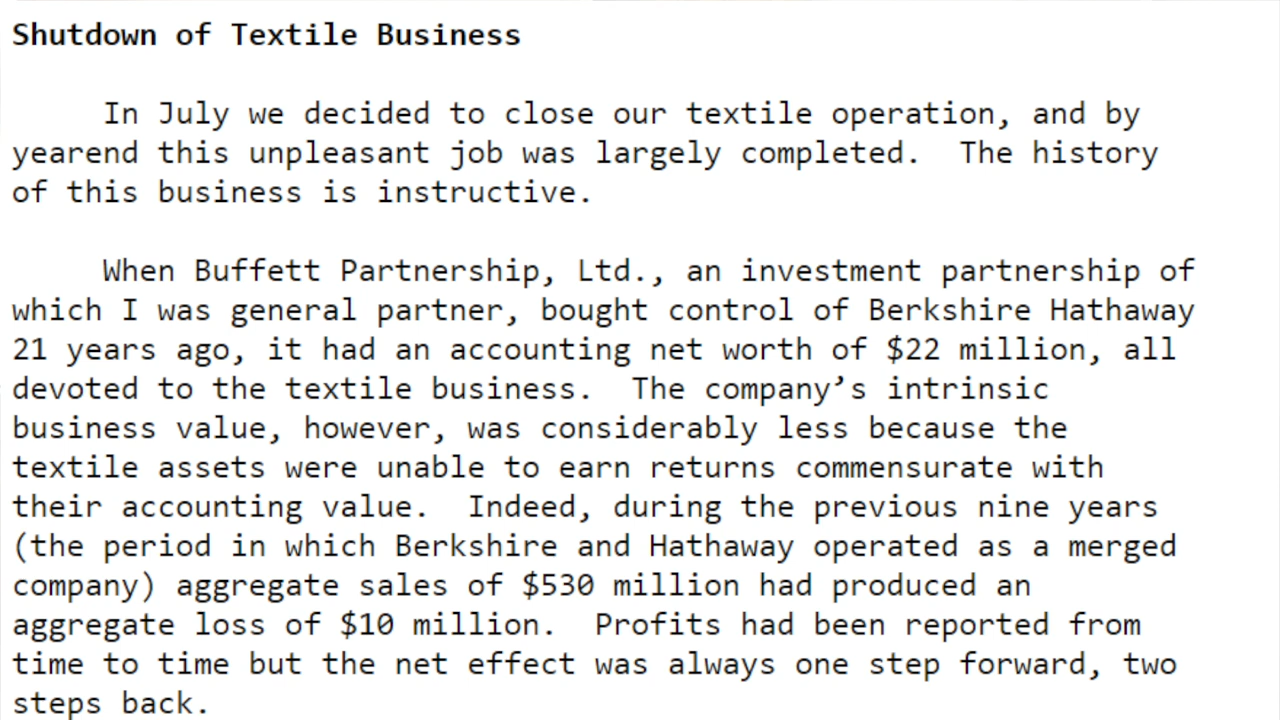 Shutdown of Textile Business
In July we decided to close our textile operation, and by
yearend this unpleasant job was largely completed.  The history
of this business is instructive.
When Buffett Partnership, Ltd., an investment partnership of
which I was general partner, bought control of Berkshire Hathaway
21 years ago, it had an accounting net worth of $22 million, all
devoted to the textile business.  The company’s intrinsic
business value, however, was considerably less because the
textile assets were unable to earn returns commensurate with
their accounting value.  Indeed, during the previous nine years
(the period in which Berkshire and Hathaway operated as a merged
company) aggregate sales of $530 million had produced an
aggregate loss of $10 million.  Profits had been reported from
time to time but the net effect was always one step forward, two
steps back.